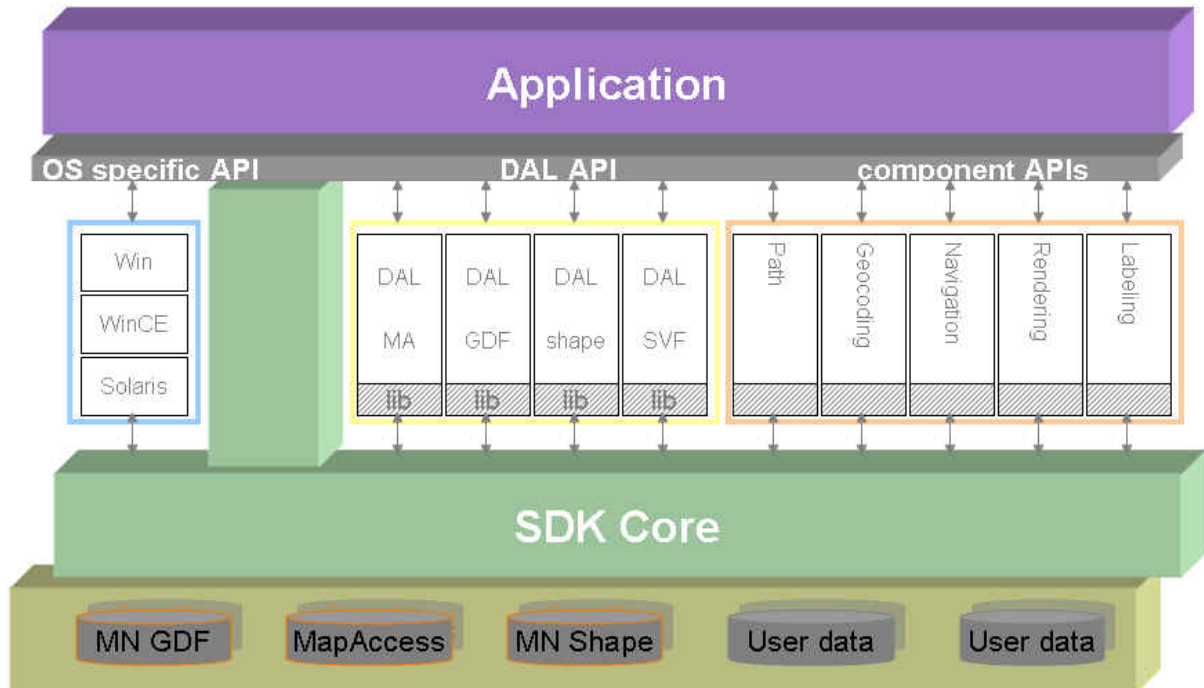 Application
OS specific API
DAL API
component APIs
Win
WinCE
Solaris
DAL
MA
lib
DAL
GDF
lib
DAL
shape
lib
DAL
SVF
lib
Path
Geocoding
Navigation
Rendering
Labeling
SDK Core
MN GDF
MapAccess
MN Shape
User data
User data